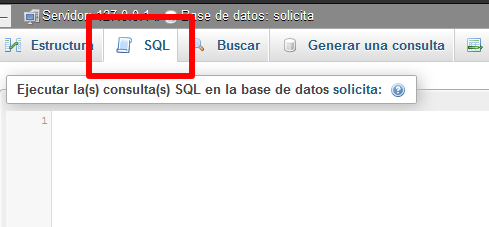 Servidor: 127.0.0.1 Base de datos: solicita
Estructura SQL Buscar Generar una consulta
Ejecutar la(s) consulta(s) SQL en la base de datos solicita:
1